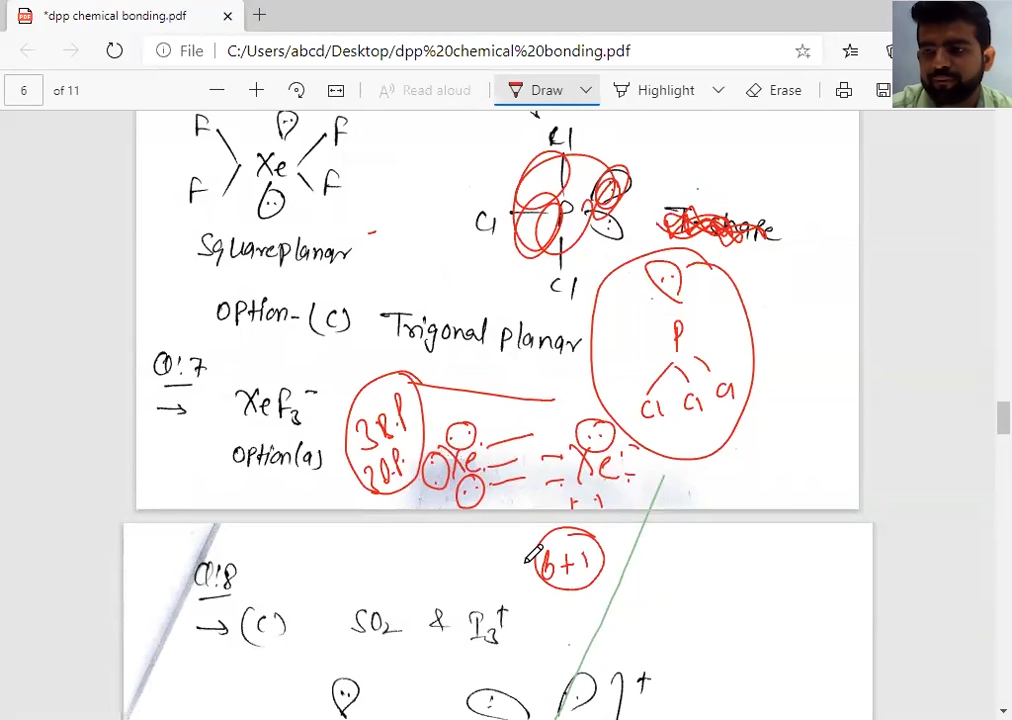 *dpp chemical bonding.pdf
File C:/Users/abcd/Desktop/dpp%20chemical%20bonding.pdf
6 of 11 Read aloud Draw Highlight Erase
F F
Xe
F F
Squareplanar
Cl
P
Cl
Cl
Option-(C) Trigonal planar
P
Cl Cl Cl
Q:7
→ XeF3-
Option(a)
Xe
Xe
6+1
Q:8
→ (C) SO2 & I3+
+